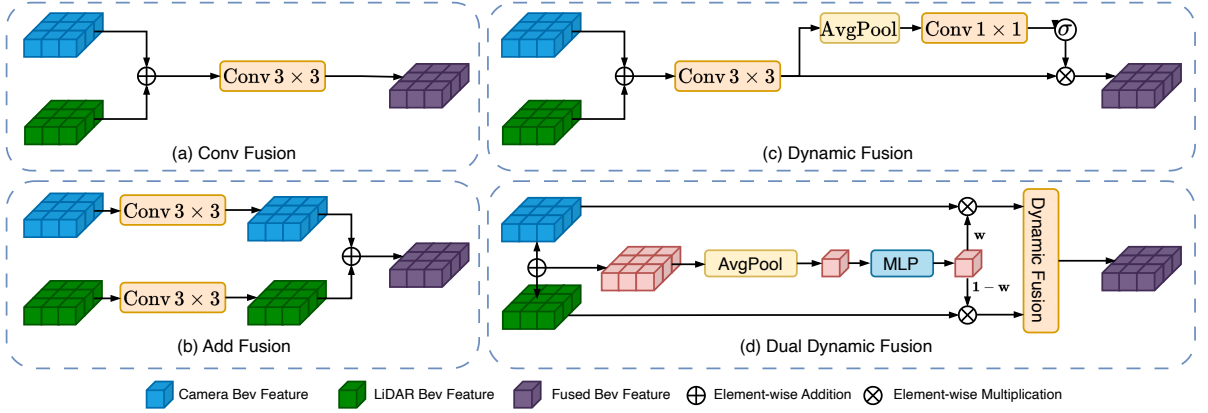 Conv 3 × 3
(a) Conv Fusion
AvgPool
Conv 1 × 1
σ
Conv 3 × 3
(c) Dynamic Fusion
Conv 3 × 3
Conv 3 × 3
(b) Add Fusion
w
AvgPool
MLP
1 − w
Dynamic Fusion
(d) Dual Dynamic Fusion
Camera Bev Feature
LiDAR Bev Feature
Fused Bev Feature
Element-wise Addition
Element-wise Multiplication